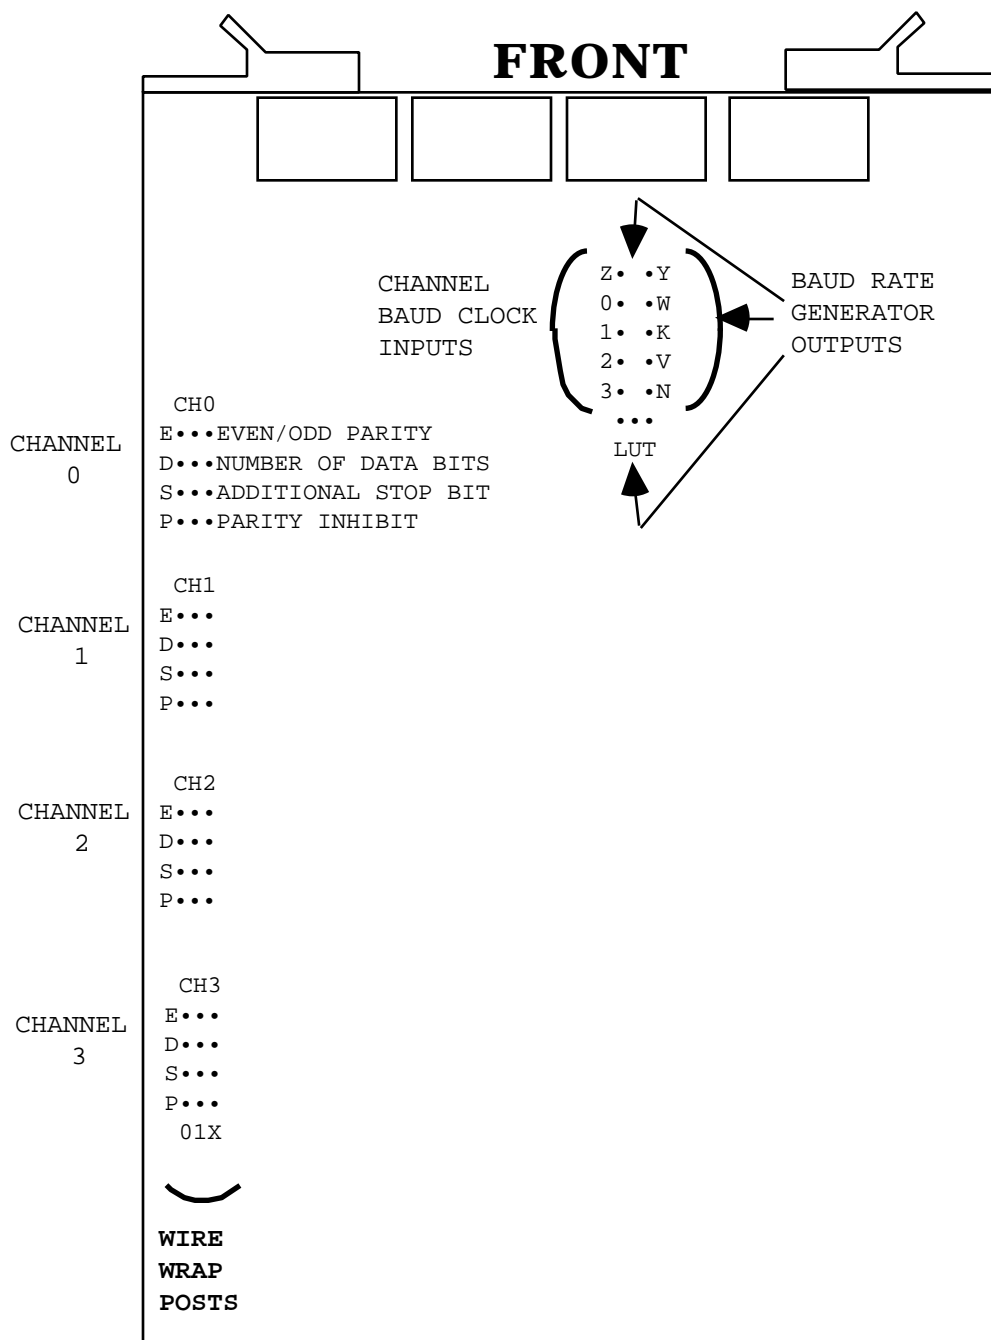 FRONT
Z• •Y
0• •W
1• •K
2• •V
3• •N
•••
LUT
CHANNEL
BAUD CLOCK
INPUTS
BAUD RATE
GENERATOR
OUTPUTS
CHANNEL
0
CH0
E•••EVEN/ODD PARITY
D•••NUMBER OF DATA BITS
S•••ADDITIONAL STOP BIT
P•••PARITY INHIBIT
CHANNEL
1
CH1
E•••
D•••
S•••
P•••
CHANNEL
2
CH2
E•••
D•••
S•••
P•••
CHANNEL
3
CH3
E•••
D•••
S•••
P•••
01X
WIRE
WRAP
POSTS